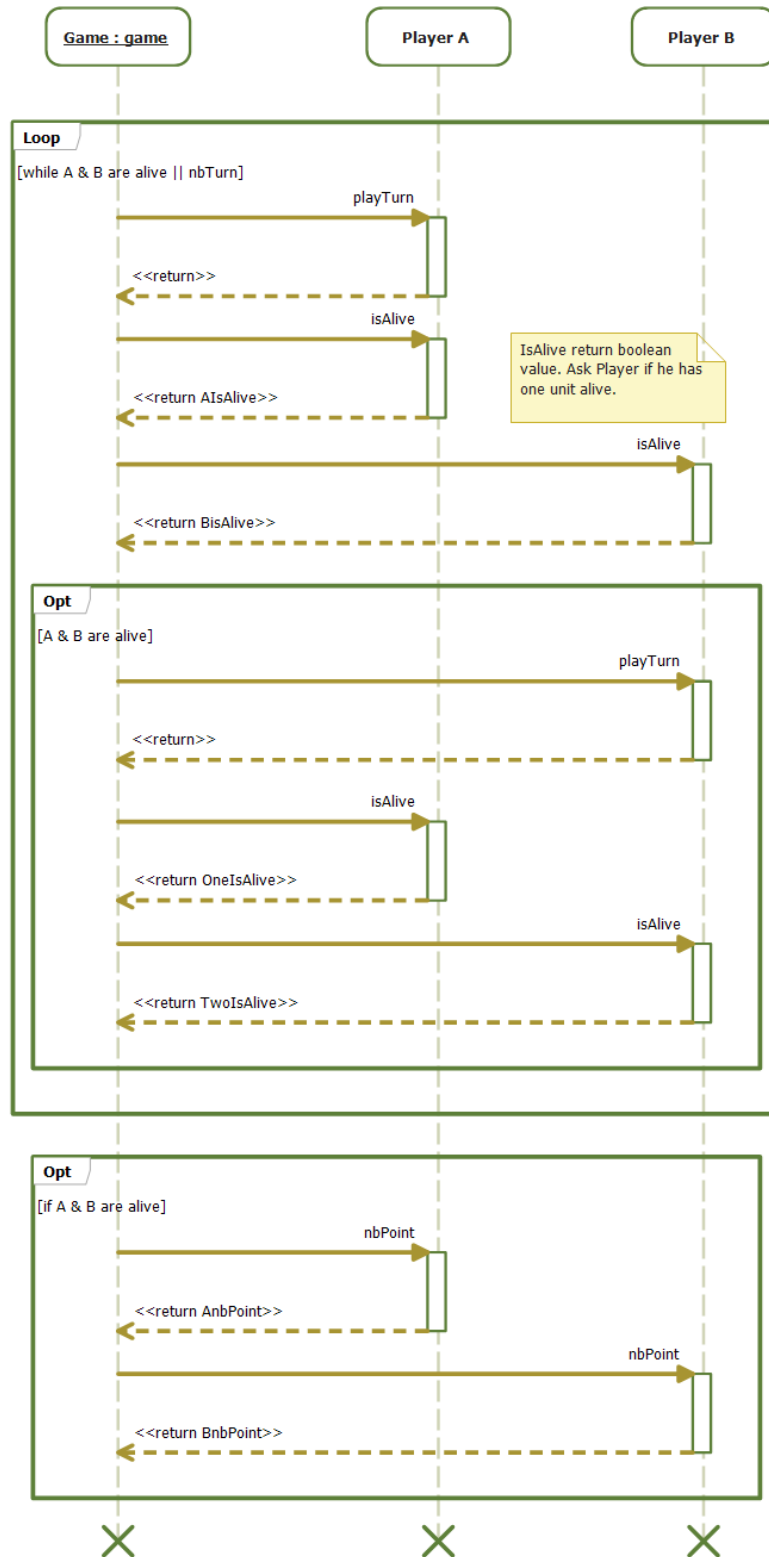 Game : game
Player A
Player B
Loop
[while A & B are alive || nbTurn]
playTurn
<<return>>
isAlive
IsAlive return boolean
value. Ask Player if he has
one unit alive.
<<return AIsAlive>>
isAlive
<<return BisAlive>>
Opt
[A & B are alive]
playTurn
<<return>>
isAlive
<<return OneIsAlive>>
isAlive
<<return TwoIsAlive>>
Opt
[if A & B are alive]
nbPoint
<<return AnbPoint>>
nbPoint
<<return BnbPoint>>